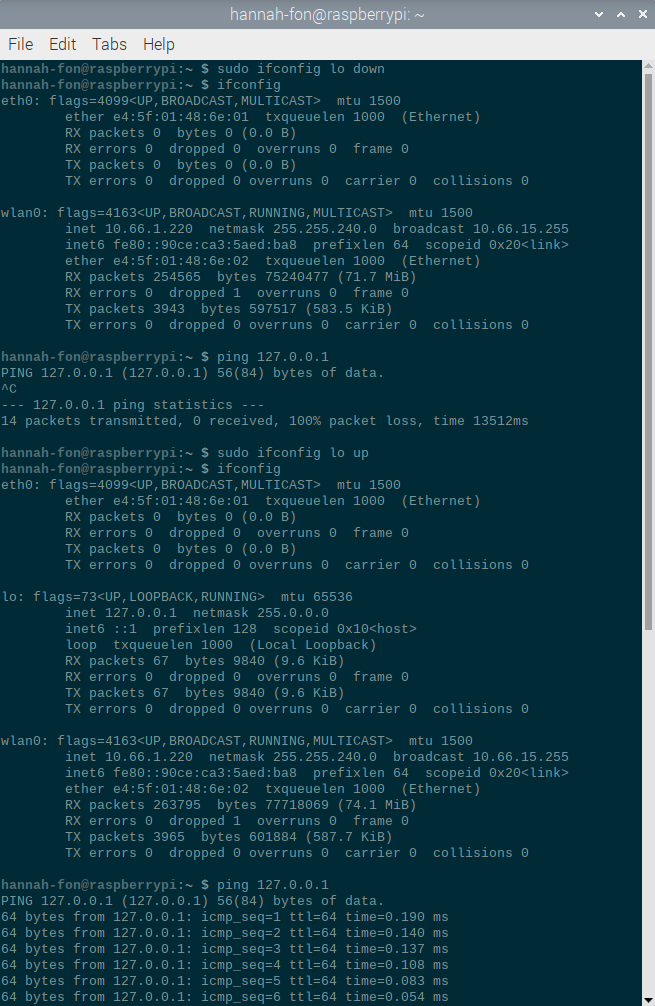 hannah-fon@raspberrypi: ~
File Edit Tabs Help
hannah-fon@raspberrypi:~ $ sudo ifconfig lo down
hannah-fon@raspberrypi:~ $ ifconfig
eth0: flags=4099<UP,BROADCAST,MULTICAST>  mtu 1500
        ether e4:5f:01:48:6e:01  txqueuelen 1000  (Ethernet)
        RX packets 0  bytes 0 (0.0 B)
        RX errors 0  dropped 0  overruns 0  frame 0
        TX packets 0  bytes 0 (0.0 B)
        TX errors 0  dropped 0 overruns 0  carrier 0  collisions 0

wlan0: flags=4163<UP,BROADCAST,RUNNING,MULTICAST>  mtu 1500
        inet 10.66.1.220  netmask 255.255.240.0  broadcast 10.66.15.255
        inet6 fe80::90ce:ca3:5aed:ba8  prefixlen 64  scopeid 0x20<link>
        ether e4:5f:01:48:6e:02  txqueuelen 1000  (Ethernet)
        RX packets 254565  bytes 75240477 (71.7 MiB)
        RX errors 0  dropped 1  overruns 0  frame 0
        TX packets 3943  bytes 597517 (583.5 KiB)
        TX errors 0  dropped 0 overruns 0  carrier 0  collisions 0

hannah-fon@raspberrypi:~ $ ping 127.0.0.1
PING 127.0.0.1 (127.0.0.1) 56(84) bytes of data.
^C
--- 127.0.0.1 ping statistics ---
14 packets transmitted, 0 received, 100% packet loss, time 13512ms

hannah-fon@raspberrypi:~ $ sudo ifconfig lo up
hannah-fon@raspberrypi:~ $ ifconfig
eth0: flags=4099<UP,BROADCAST,MULTICAST>  mtu 1500
        ether e4:5f:01:48:6e:01  txqueuelen 1000  (Ethernet)
        RX packets 0  bytes 0 (0.0 B)
        RX errors 0  dropped 0  overruns 0  frame 0
        TX packets 0  bytes 0 (0.0 B)
        TX errors 0  dropped 0 overruns 0  carrier 0  collisions 0

lo: flags=73<UP,LOOPBACK,RUNNING>  mtu 65536
        inet 127.0.0.1  netmask 255.0.0.0
        inet6 ::1  prefixlen 128  scopeid 0x10<host>
        loop  txqueuelen 1000  (Local Loopback)
        RX packets 67  bytes 9840 (9.6 KiB)
        RX errors 0  dropped 0  overruns 0  frame 0
        TX packets 67  bytes 9840 (9.6 KiB)
        TX errors 0  dropped 0 overruns 0  carrier 0  collisions 0

wlan0: flags=4163<UP,BROADCAST,RUNNING,MULTICAST>  mtu 1500
        inet 10.66.1.220  netmask 255.255.240.0  broadcast 10.66.15.255
        inet6 fe80::90ce:ca3:5aed:ba8  prefixlen 64  scopeid 0x20<link>
        ether e4:5f:01:48:6e:02  txqueuelen 1000  (Ethernet)
        RX packets 263795  bytes 77718069 (74.1 MiB)
        RX errors 0  dropped 1  overruns 0  frame 0
        TX packets 3965  bytes 601884 (587.7 KiB)
        TX errors 0  dropped 0 overruns 0  carrier 0  collisions 0

hannah-fon@raspberrypi:~ $ ping 127.0.0.1
PING 127.0.0.1 (127.0.0.1) 56(84) bytes of data.
64 bytes from 127.0.0.1: icmp_seq=1 ttl=64 time=0.190 ms
64 bytes from 127.0.0.1: icmp_seq=2 ttl=64 time=0.140 ms
64 bytes from 127.0.0.1: icmp_seq=3 ttl=64 time=0.137 ms
64 bytes from 127.0.0.1: icmp_seq=4 ttl=64 time=0.108 ms
64 bytes from 127.0.0.1: icmp_seq=5 ttl=64 time=0.083 ms
64 bytes from 127.0.0.1: icmp_seq=6 ttl=64 time=0.054 ms